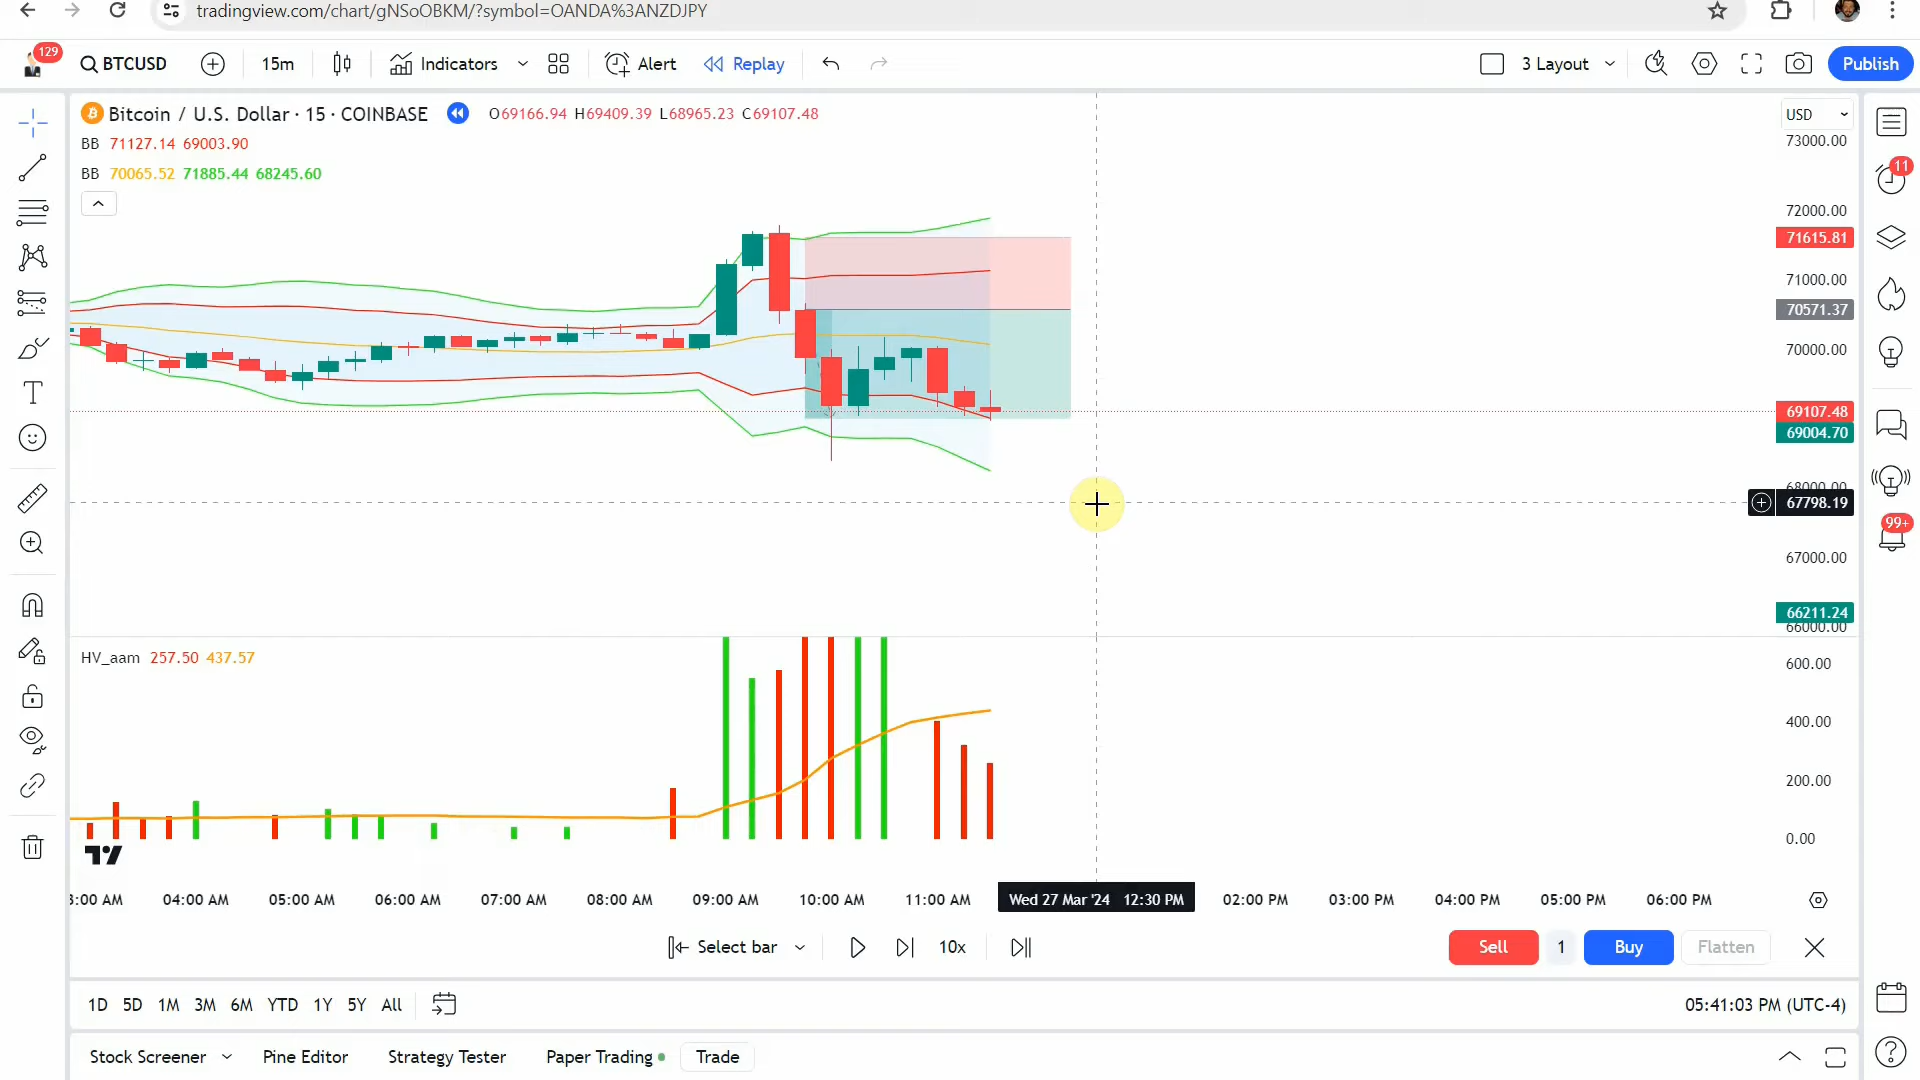 tradingview.com/chart/gNSoOBKM/?symbol=OANDA%3ANZDJPY
129
BTCUSD
15m
Indicators
Alert
Replay
3 Layout
Publish
Bitcoin / U.S. Dollar · 15 · COINBASE
O69166.94 H69409.39 L68965.23 C69107.48
BB 71127.14 69003.90
BB 70065.52 71885.44 68245.60
USD
73000.00
11
72000.00
71615.81
71000.00
70571.37
70000.00
69107.48
69004.70
68000.00
67798.19
99+
67000.00
66211.24
66000.00
HV_aam 257.50 437.57
600.00
400.00
200.00
0.00
3:00 AM 04:00 AM 05:00 AM 06:00 AM 07:00 AM 08:00 AM 09:00 AM 10:00 AM 11:00 AM Wed 27 Mar '24 12:30 PM 02:00 PM 03:00 PM 04:00 PM 05:00 PM 06:00 PM
Select bar
10x
Sell
1
Buy
Flatten
1D 5D 1M 3M 6M YTD 1Y 5Y All
05:41:03 PM (UTC-4)
Stock Screener
Pine Editor
Strategy Tester
Paper Trading
Trade